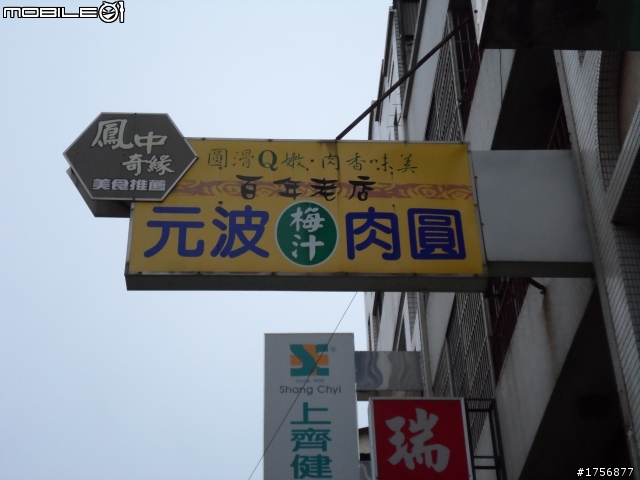 MOBILE01
鳳中
奇緣
美食推薦
圓滑Q嫩·肉香味美
百年老店
元波 梅汁 肉圓
Shang Chyi
上齊健
瑞
#1756877